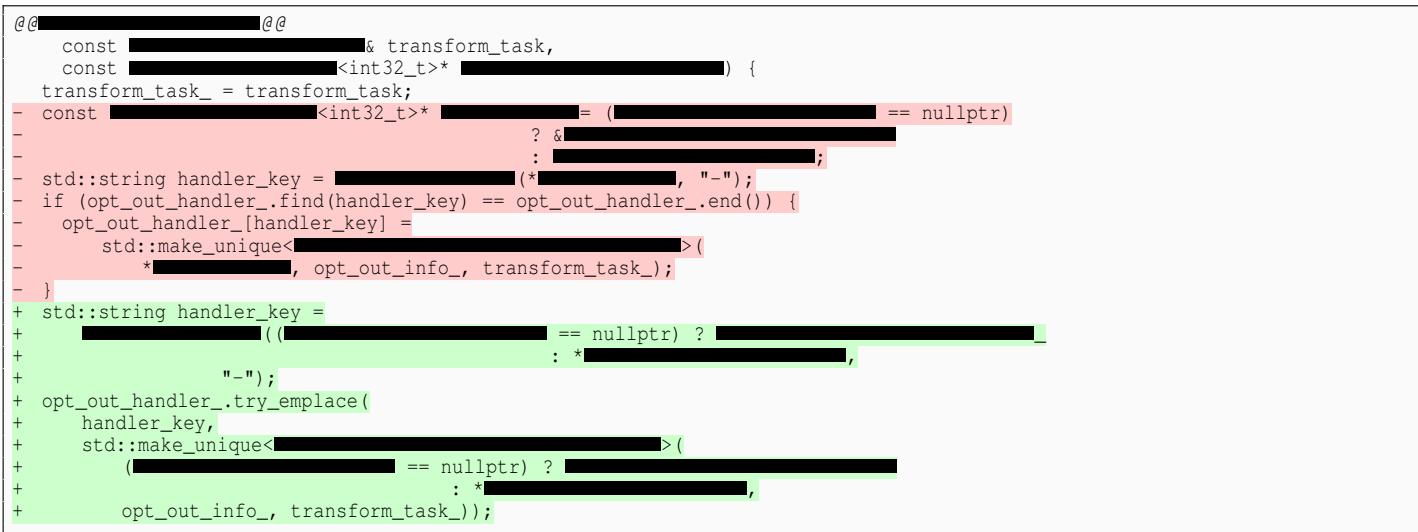 @@ @@
const & transform_task,
const <int32_t>* ) {
transform_task_ = transform_task;
- const <int32_t>* = ( == nullptr)
- ? &
- : ;
- std::string handler_key = (* , "-");
- if (opt_out_handler_.find(handler_key) == opt_out_handler_.end()) {
- opt_out_handler_[handler_key] =
- std::make_unique< >(
- * , opt_out_info_, transform_task_);
- }
+ std::string handler_key =
+ (( == nullptr) ? _
+ : * ,
+ "-");
+ opt_out_handler_.try_emplace(
+ handler_key,
+ std::make_unique< >(
+ ( == nullptr) ?
+ : * ,
+ opt_out_info_, transform_task_));